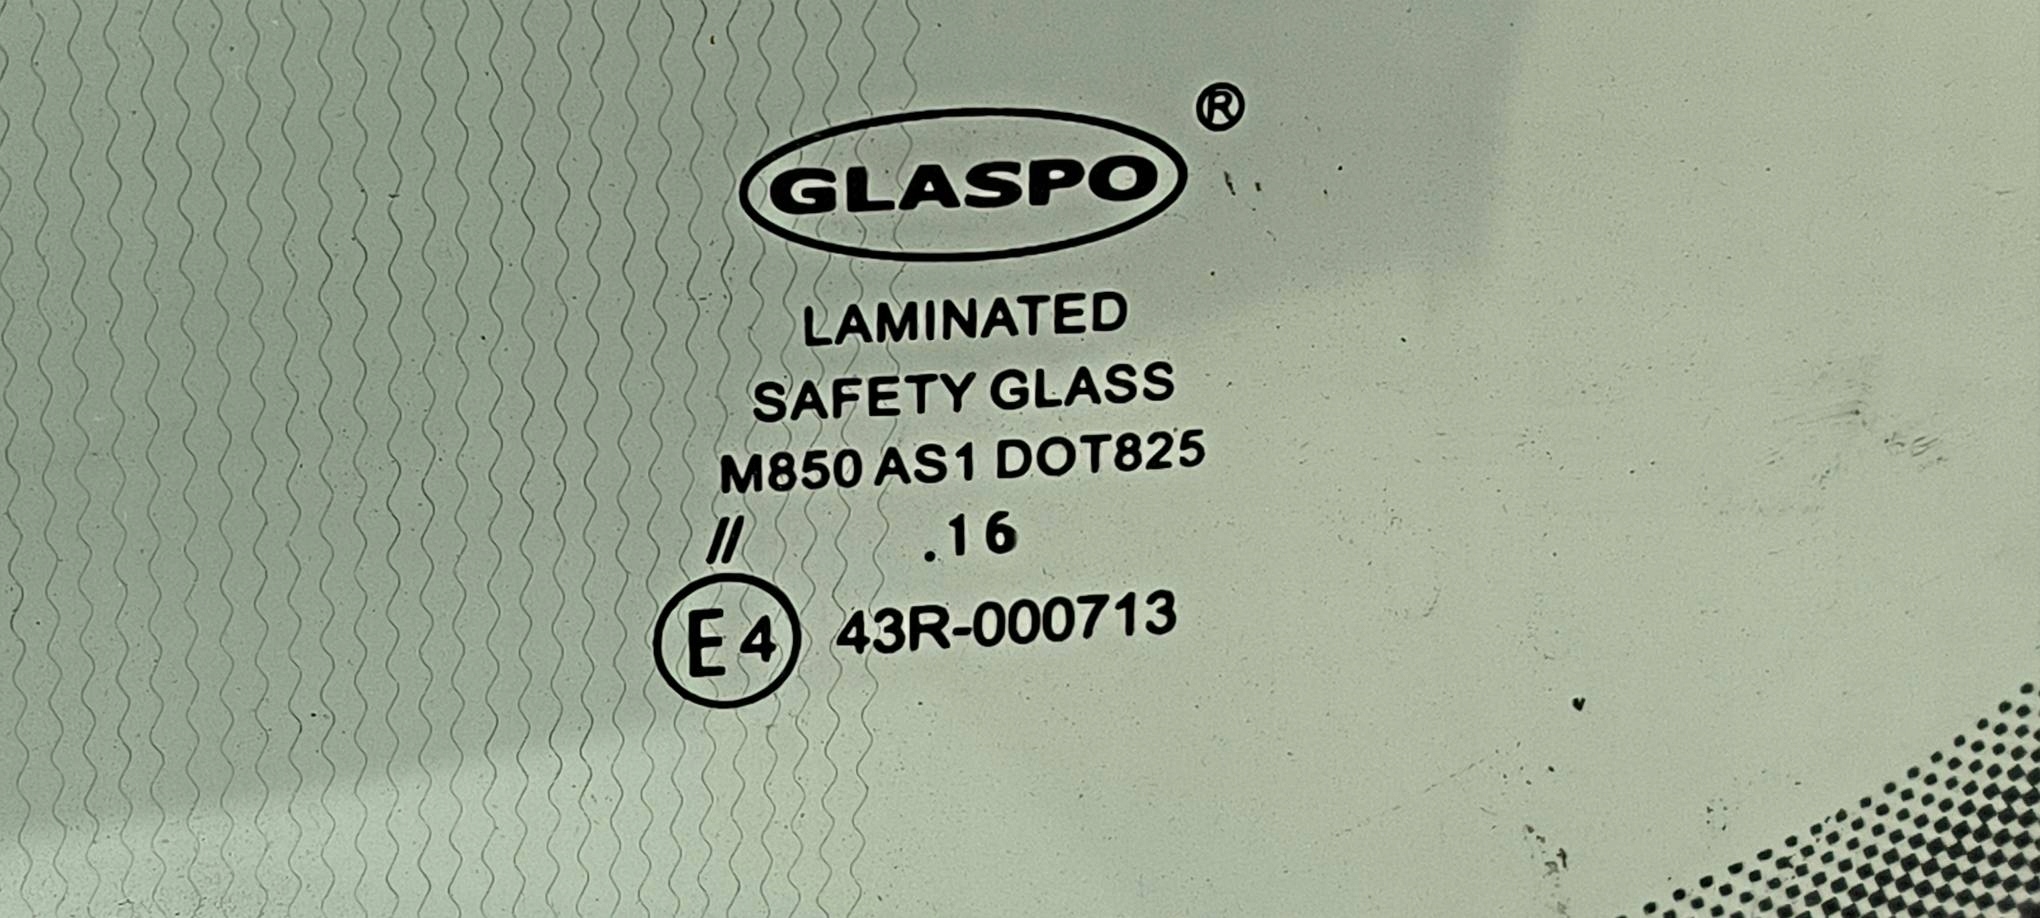 GLASPO ®
LAMINATED
SAFETY GLASS
M850 AS1 DOT825
// .16
E4 43R-000713